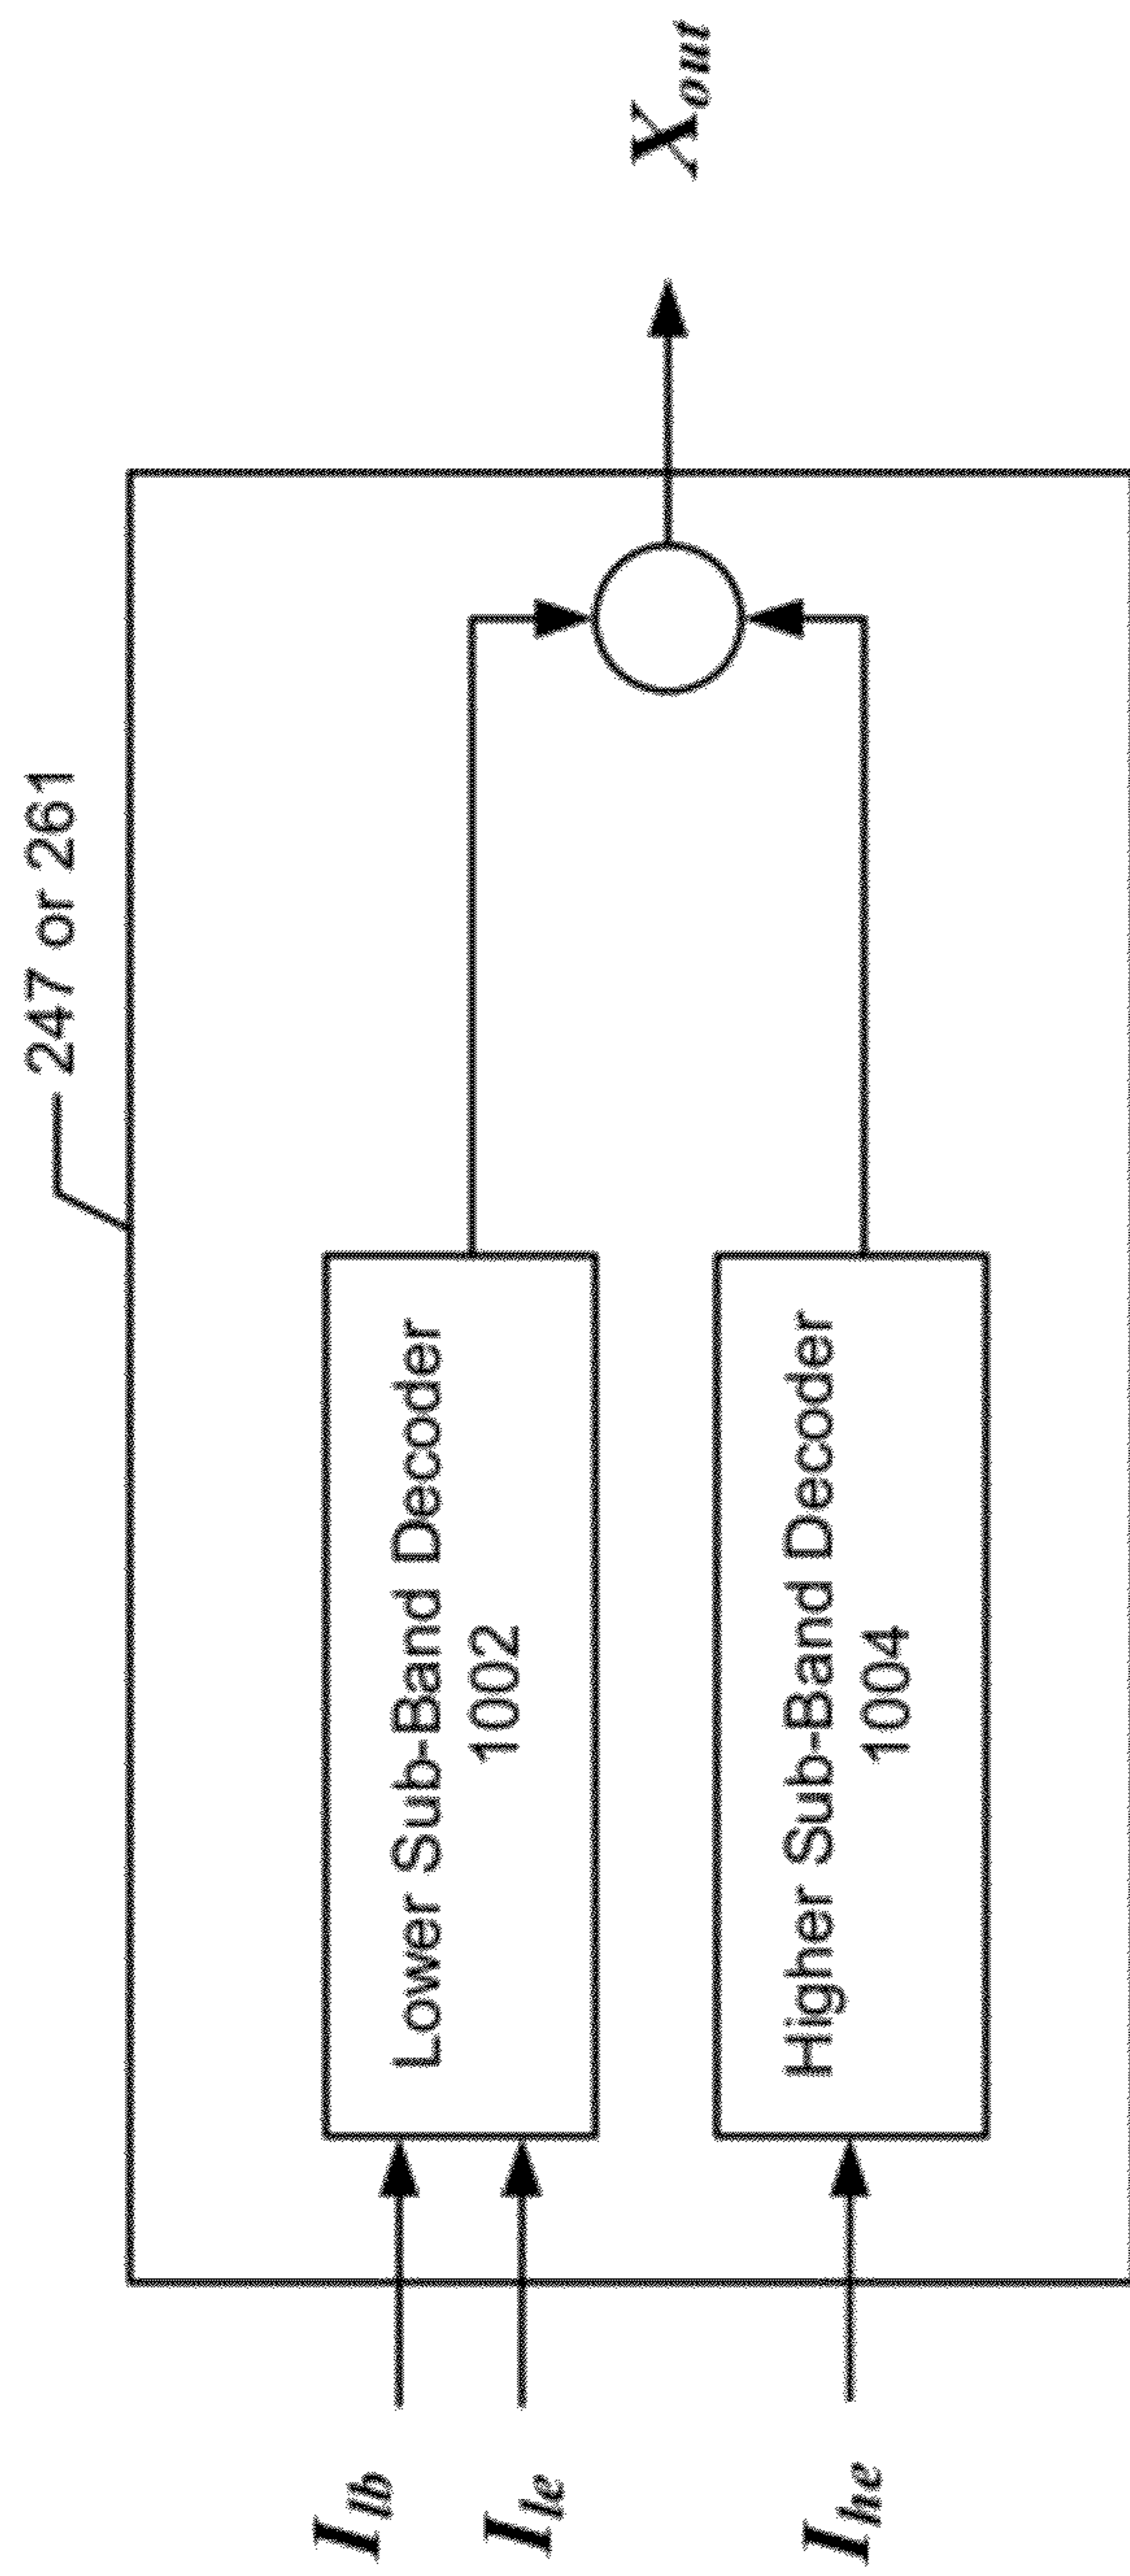 247 or 261
I_lb
I_le
Lower Sub-Band Decoder
1002
X_out
I_he
Higher Sub-Band Decoder
1004